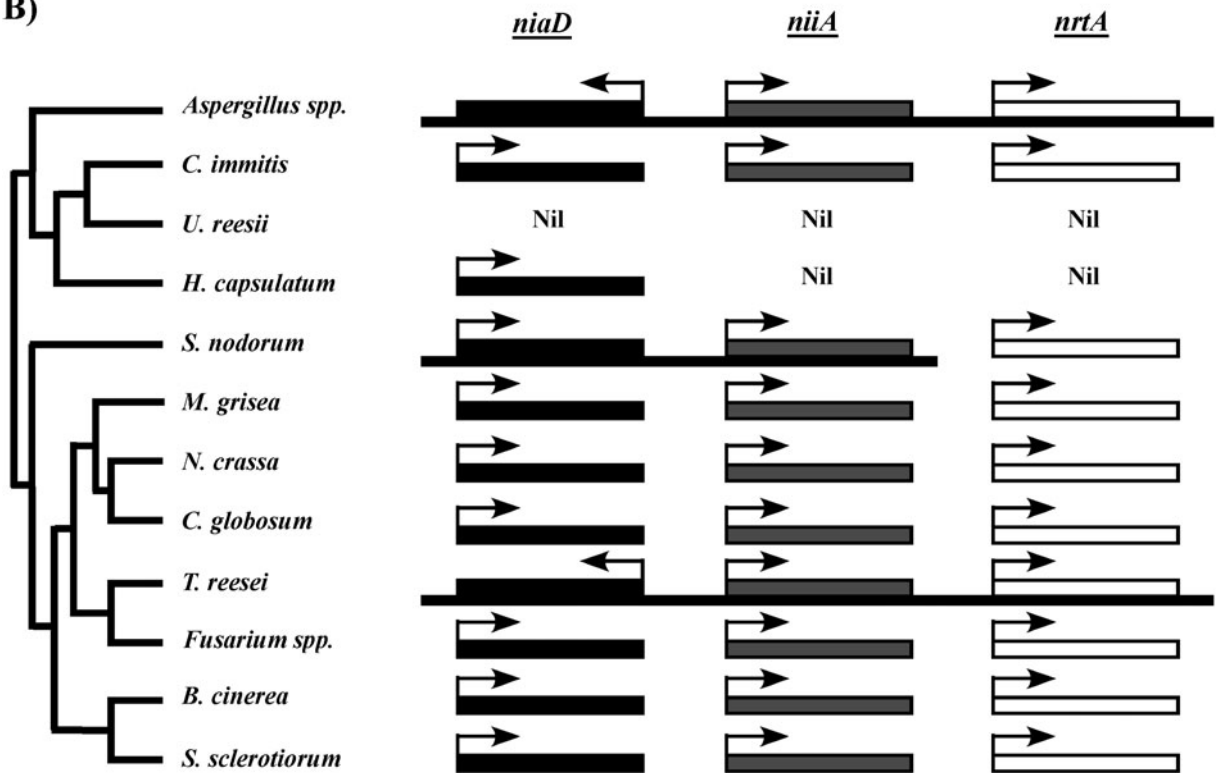 B)
niaD niiA nrtA
Aspergillus spp.
C. immitis
U. reesii Nil Nil Nil
H. capsulatum Nil Nil
S. nodorum
M. grisea
N. crassa
C. globosum
T. reesei
Fusarium spp.
B. cinerea
S. sclerotiorum